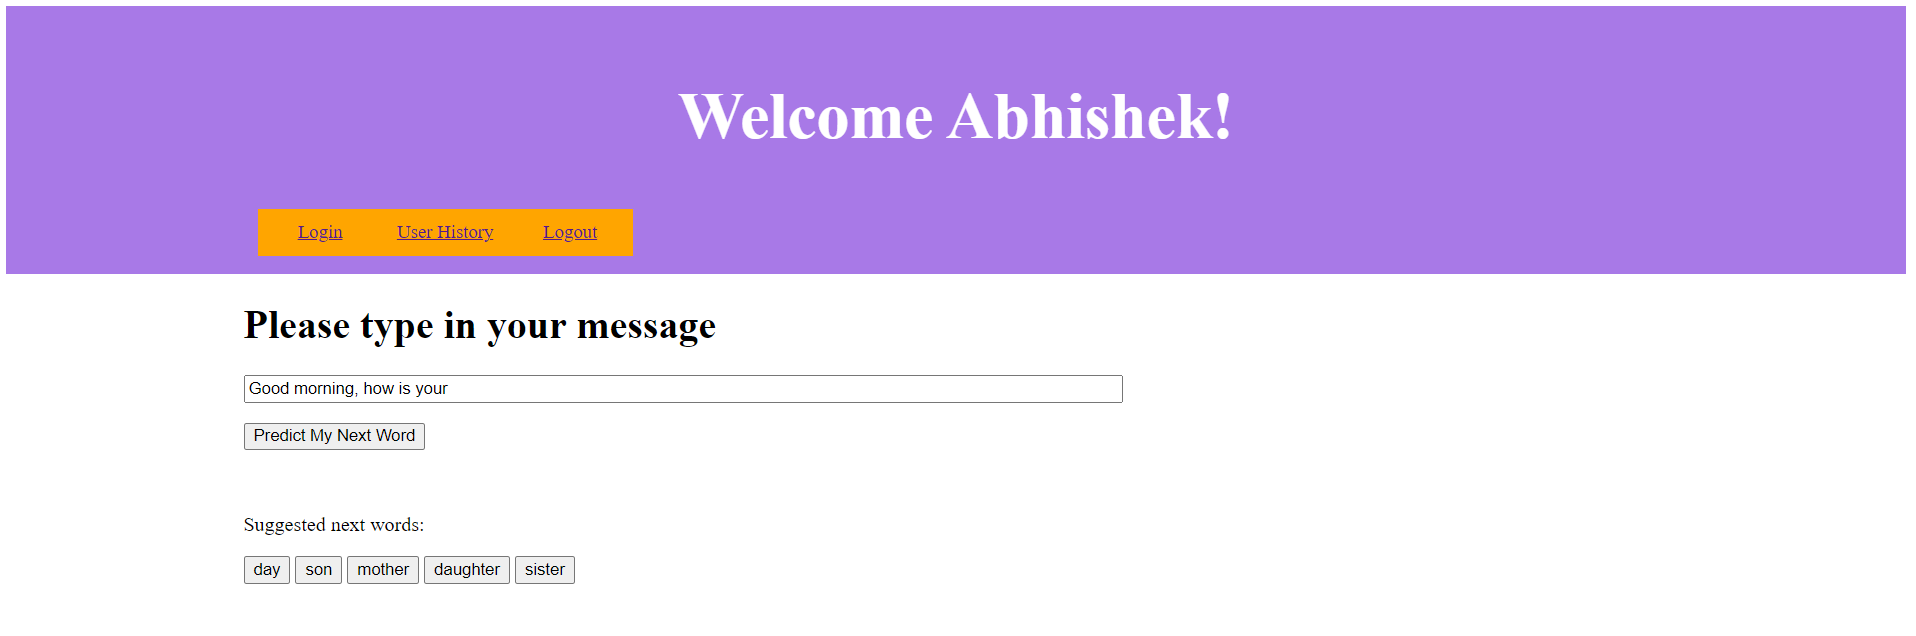 Welcome Abhishek!
Login User History Logout
Please type in your message
Good morning, how is your
Predict My Next Word
Suggested next words:
day son mother daughter sister